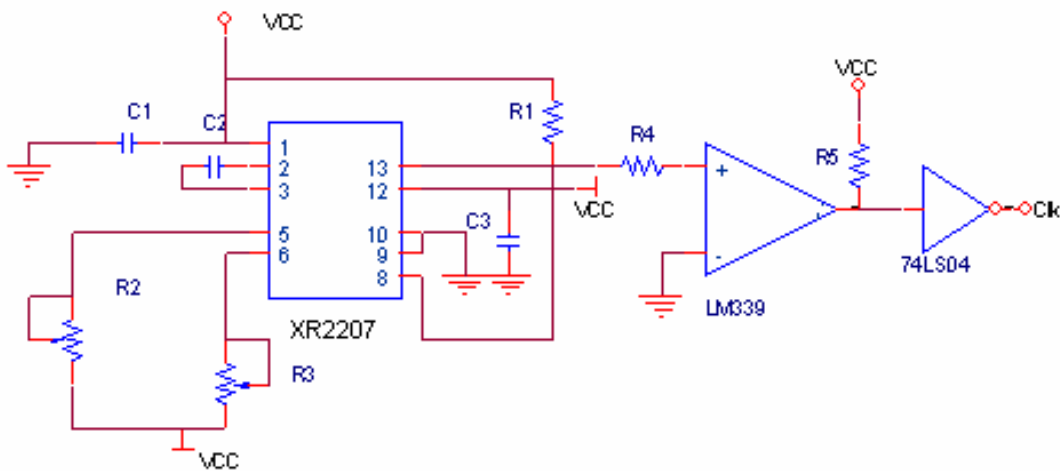 VCC
C1
C2
R1
VCC
R4
R5
1
2
3
5
6
13
12
10
9
8
+
-
VCC
C3
Clk
74LS04
R2
XR2207
LM339
R3
VCC